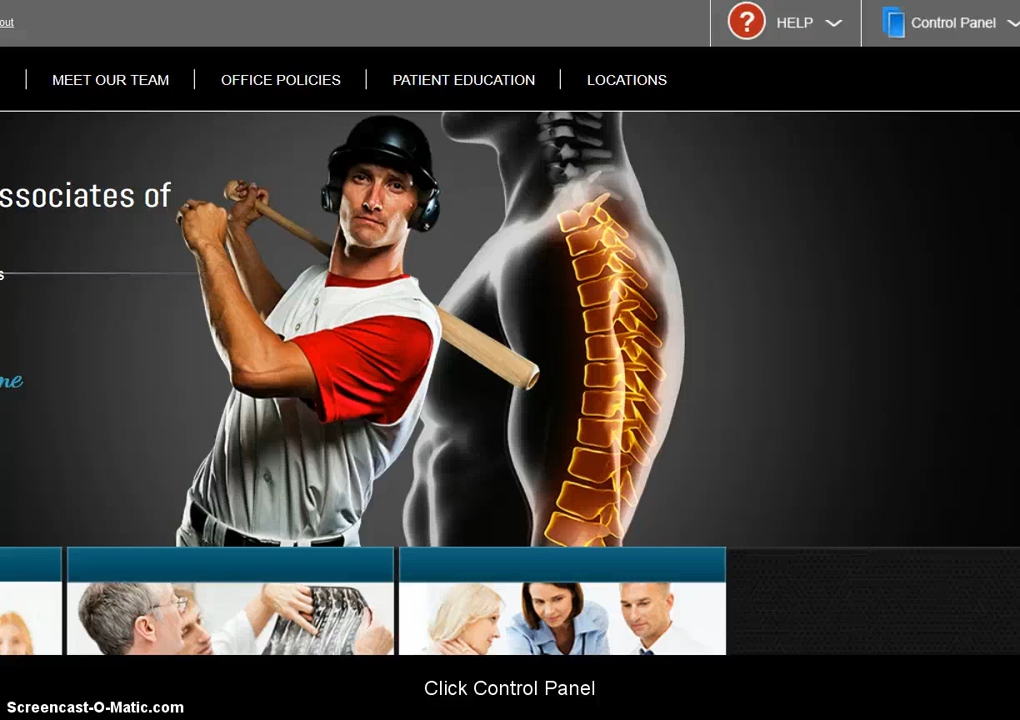 out
HELP
Control Panel
MEET OUR TEAM
OFFICE POLICIES
PATIENT EDUCATION
LOCATIONS
ssociates of
s
ne
Click Control Panel
Screencast-O-Matic.com